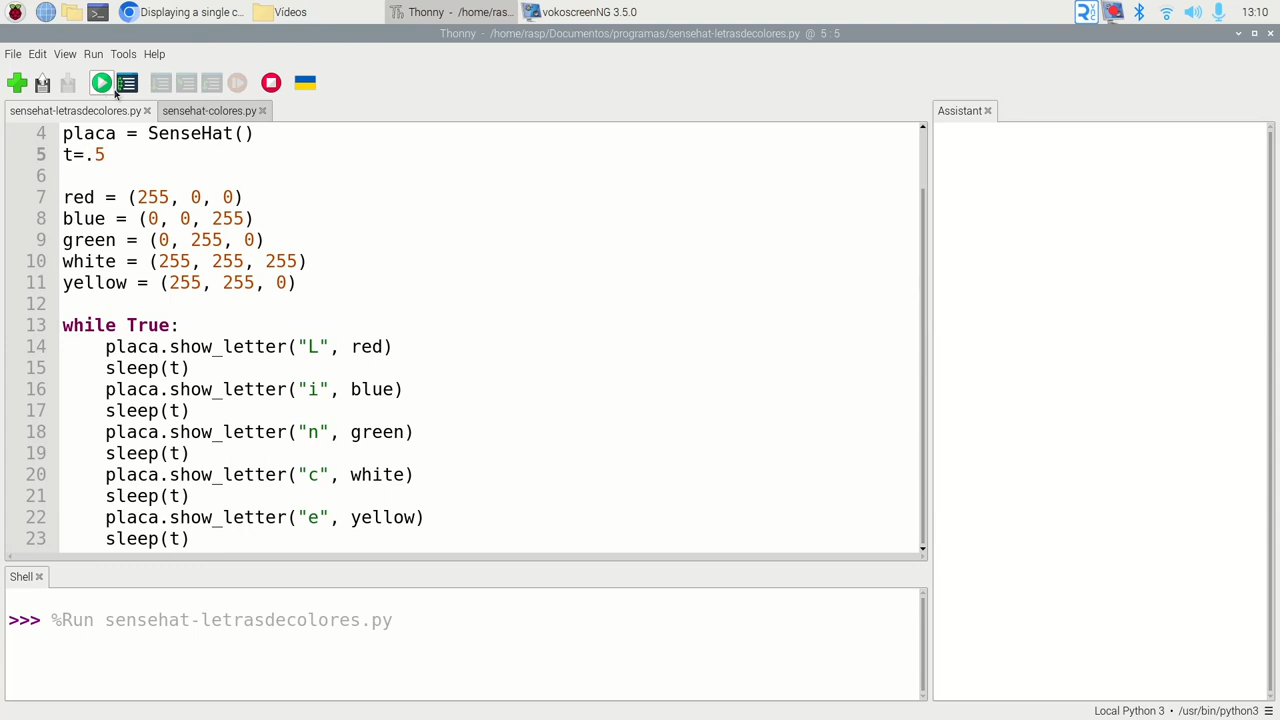 Displaying a single c...
Vídeos
Thonny - /home/ras...
vokoscreenNG 3.5.0
13:10
Thonny - /home/rasp/Documentos/programas/sensehat-letrasdecolores.py @ 5 : 5
File Edit View Run Tools Help
sensehat-letrasdecolores.py
sensehat-colores.py
Assistant
4 placa = SenseHat()
5 t=.5
6
7 red = (255, 0, 0)
8 blue = (0, 0, 255)
9 green = (0, 255, 0)
10 white = (255, 255, 255)
11 yellow = (255, 255, 0)
12
13 while True:
14     placa.show_letter("L", red)
15     sleep(t)
16     placa.show_letter("i", blue)
17     sleep(t)
18     placa.show_letter("n", green)
19     sleep(t)
20     placa.show_letter("c", white)
21     sleep(t)
22     placa.show_letter("e", yellow)
23     sleep(t)
Shell
>>> %Run sensehat-letrasdecolores.py
Local Python 3 • /usr/bin/python3 ☰